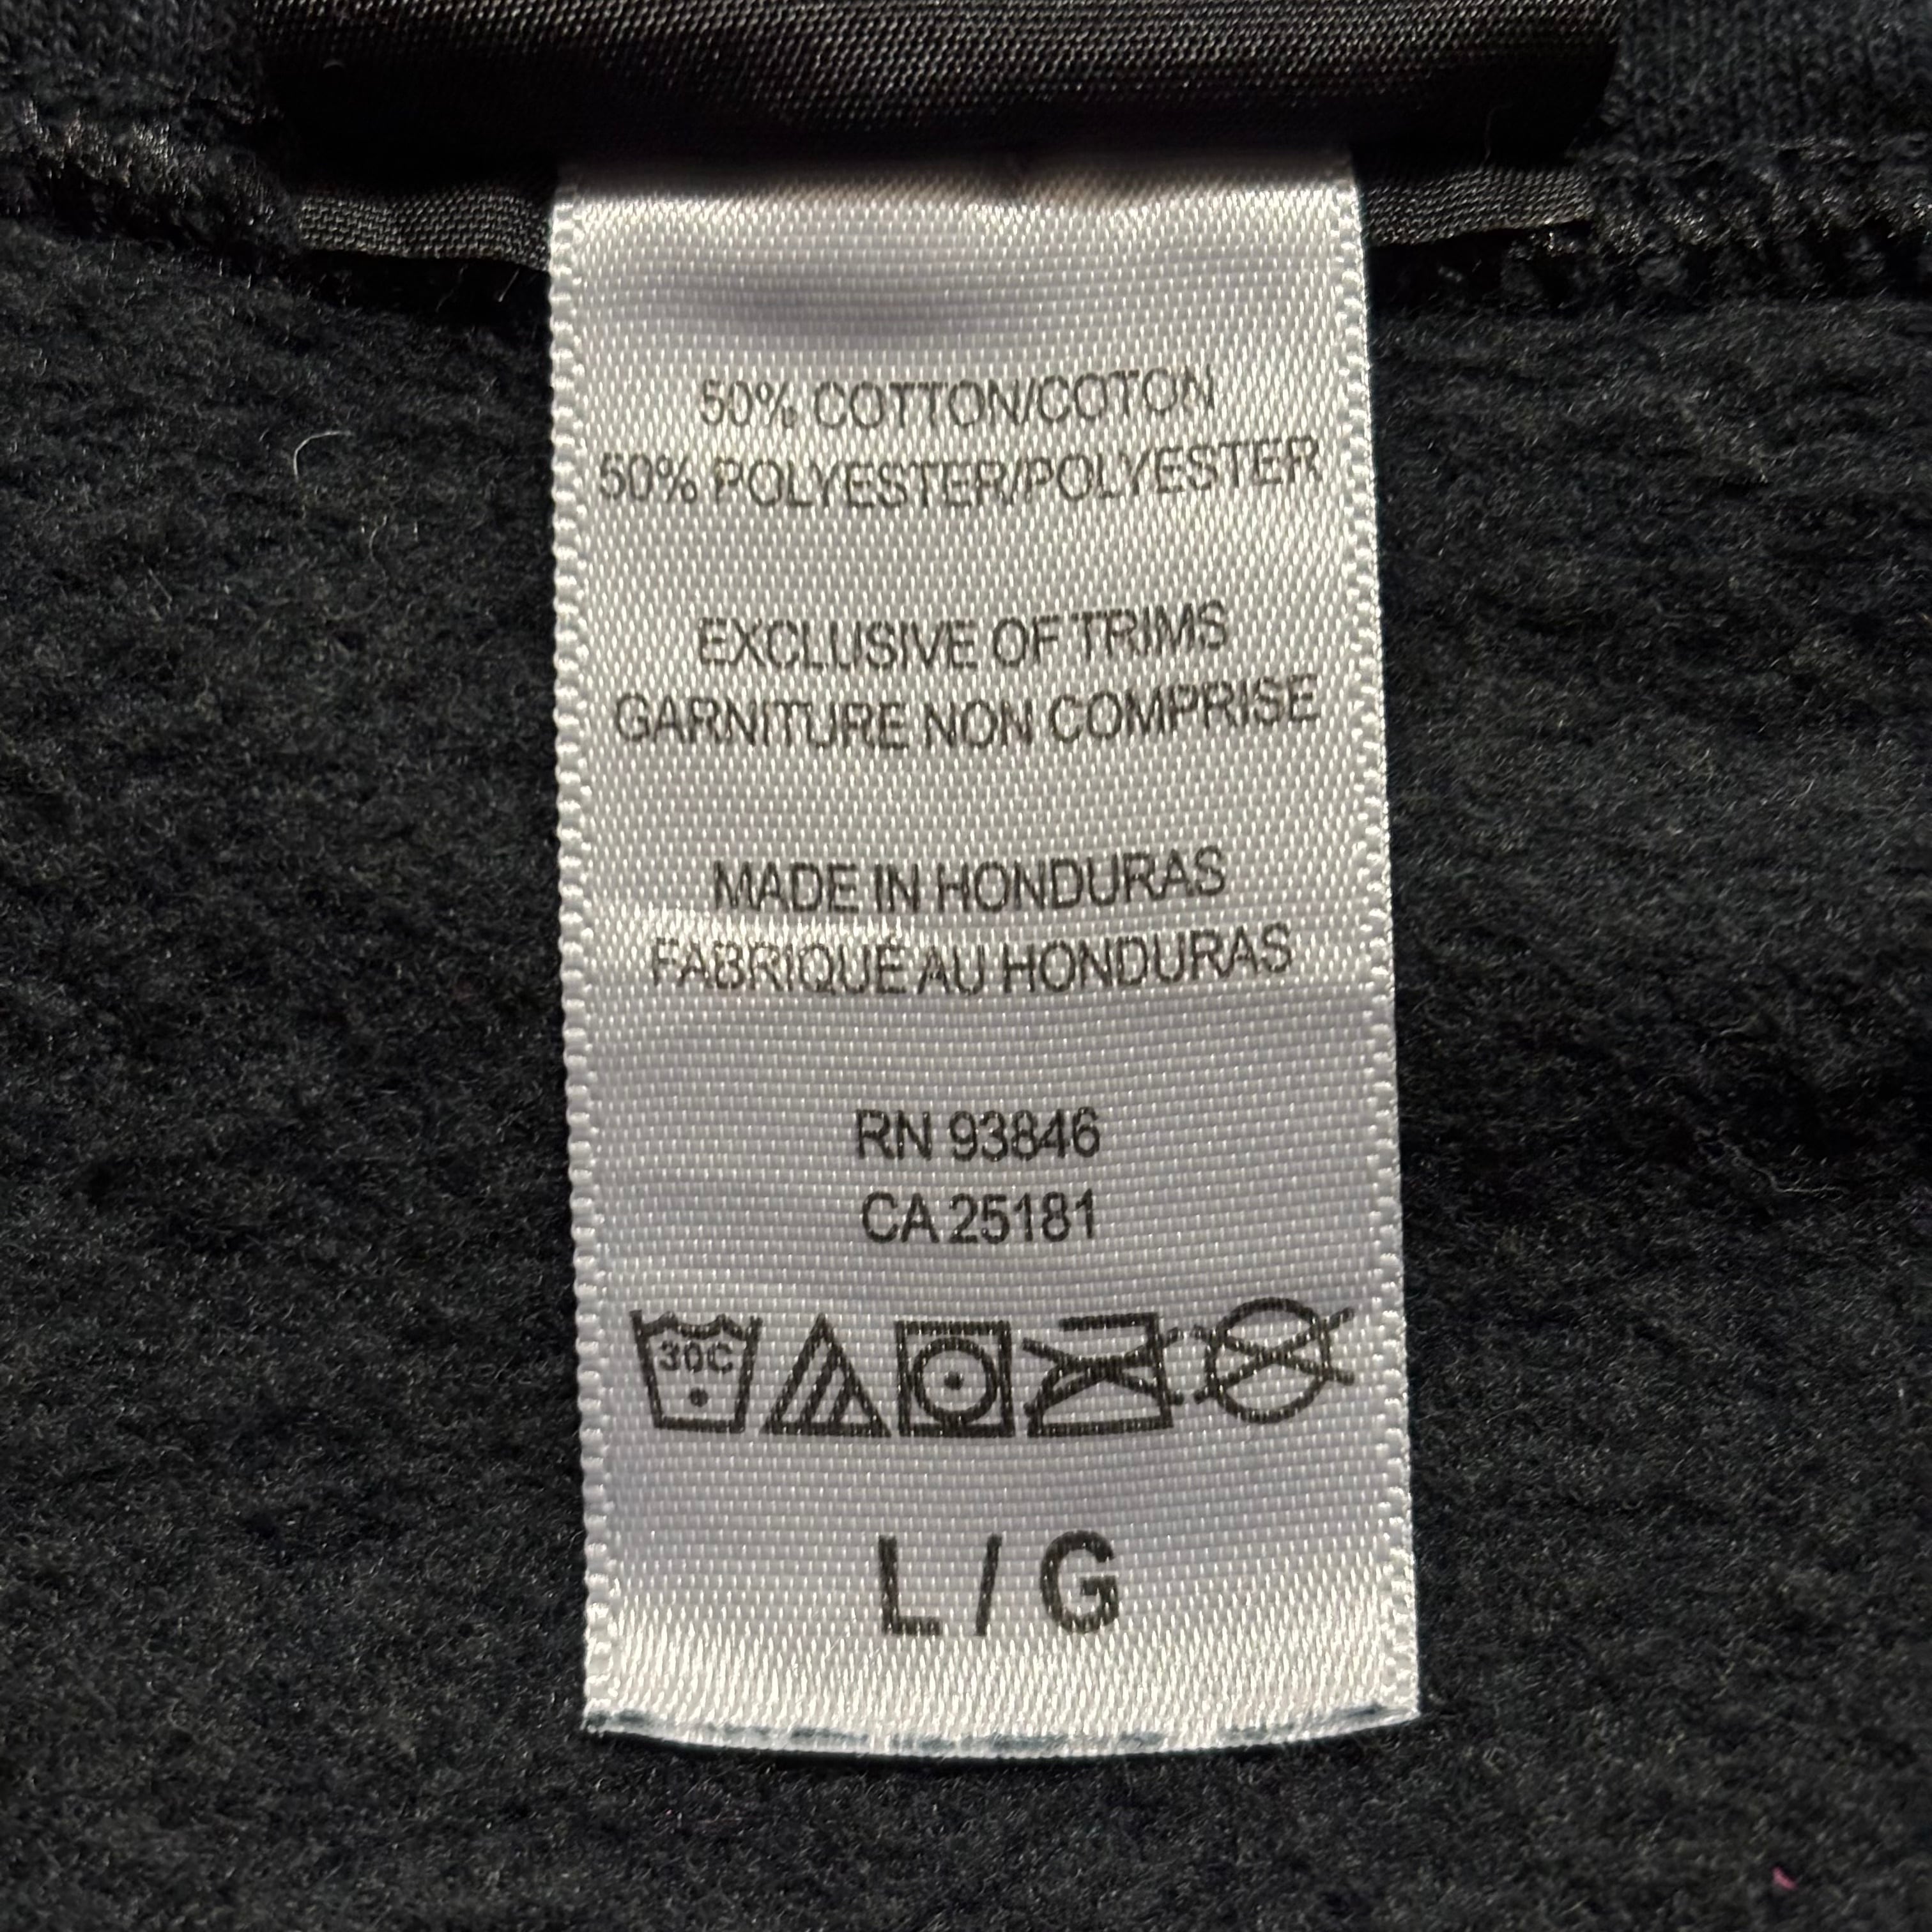 50% COTTON/COTON
50% POLYESTER/POLYESTER
EXCLUSIVE OF TRIMS
GARNITURE NON COMPRISE
MADE IN HONDURAS
FABRIQUÉ AU HONDURAS
RN 93846
CA 25181
30C
L / G